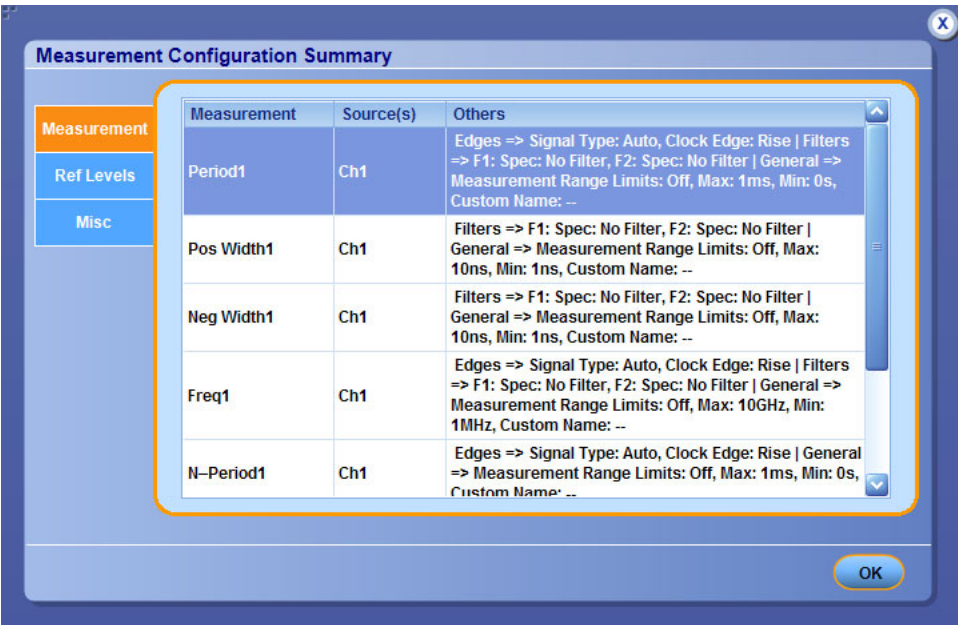 X
Measurement Configuration Summary
Measurement
Ref Levels
Misc
Measurement Source(s) Others
Period1 Ch1
Edges => Signal Type: Auto, Clock Edge: Rise | Filters
=> F1: Spec: No Filter, F2: Spec: No Filter | General =>
Measurement Range Limits: Off, Max: 1ms, Min: 0s,
Custom Name: --
Pos Width1 Ch1
Filters => F1: Spec: No Filter, F2: Spec: No Filter |
General => Measurement Range Limits: Off, Max:
10ns, Min: 1ns, Custom Name: --
Neg Width1 Ch1
Filters => F1: Spec: No Filter, F2: Spec: No Filter |
General => Measurement Range Limits: Off, Max:
10ns, Min: 1ns, Custom Name: --
Freq1 Ch1
Edges => Signal Type: Auto, Clock Edge: Rise | Filters
=> F1: Spec: No Filter, F2: Spec: No Filter | General =>
Measurement Range Limits: Off, Max: 10GHz, Min:
1MHz, Custom Name: --
N–Period1 Ch1
Edges => Signal Type: Auto, Clock Edge: Rise | General
=> Measurement Range Limits: Off, Max: 1ms, Min: 0s,
Custom Name: --
OK